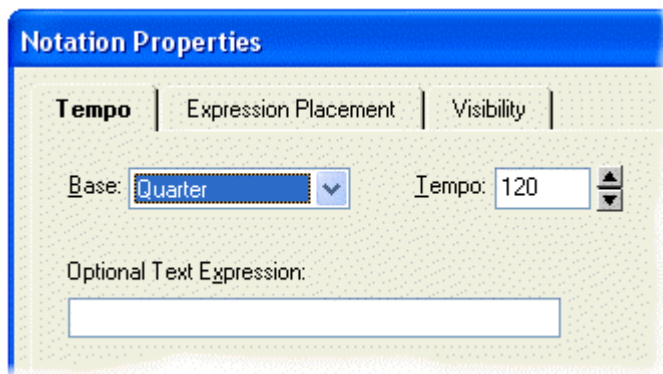 Notation Properties
Tempo Expression Placement Visibility
Base: Quarter Tempo: 120
Optional Text Expression: